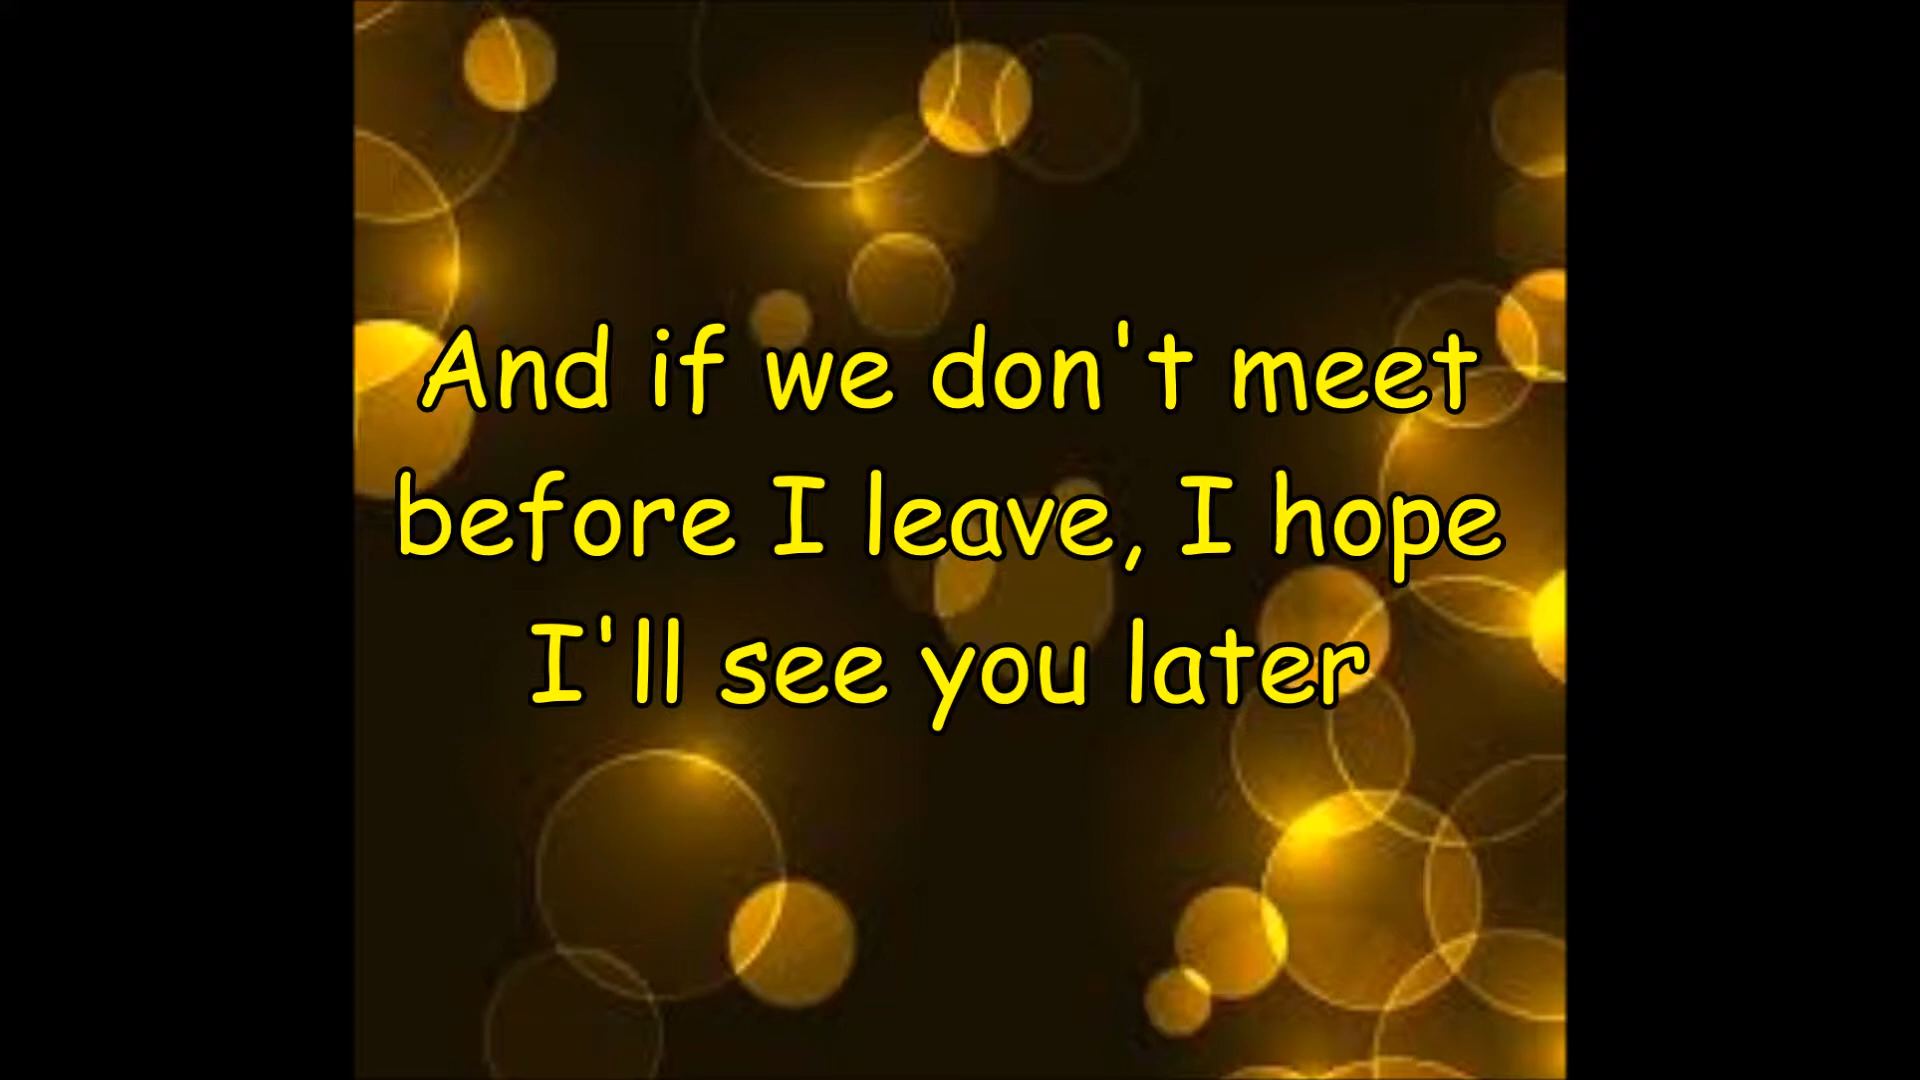 And if we don't meet
before I leave, I hope
I'll see you later